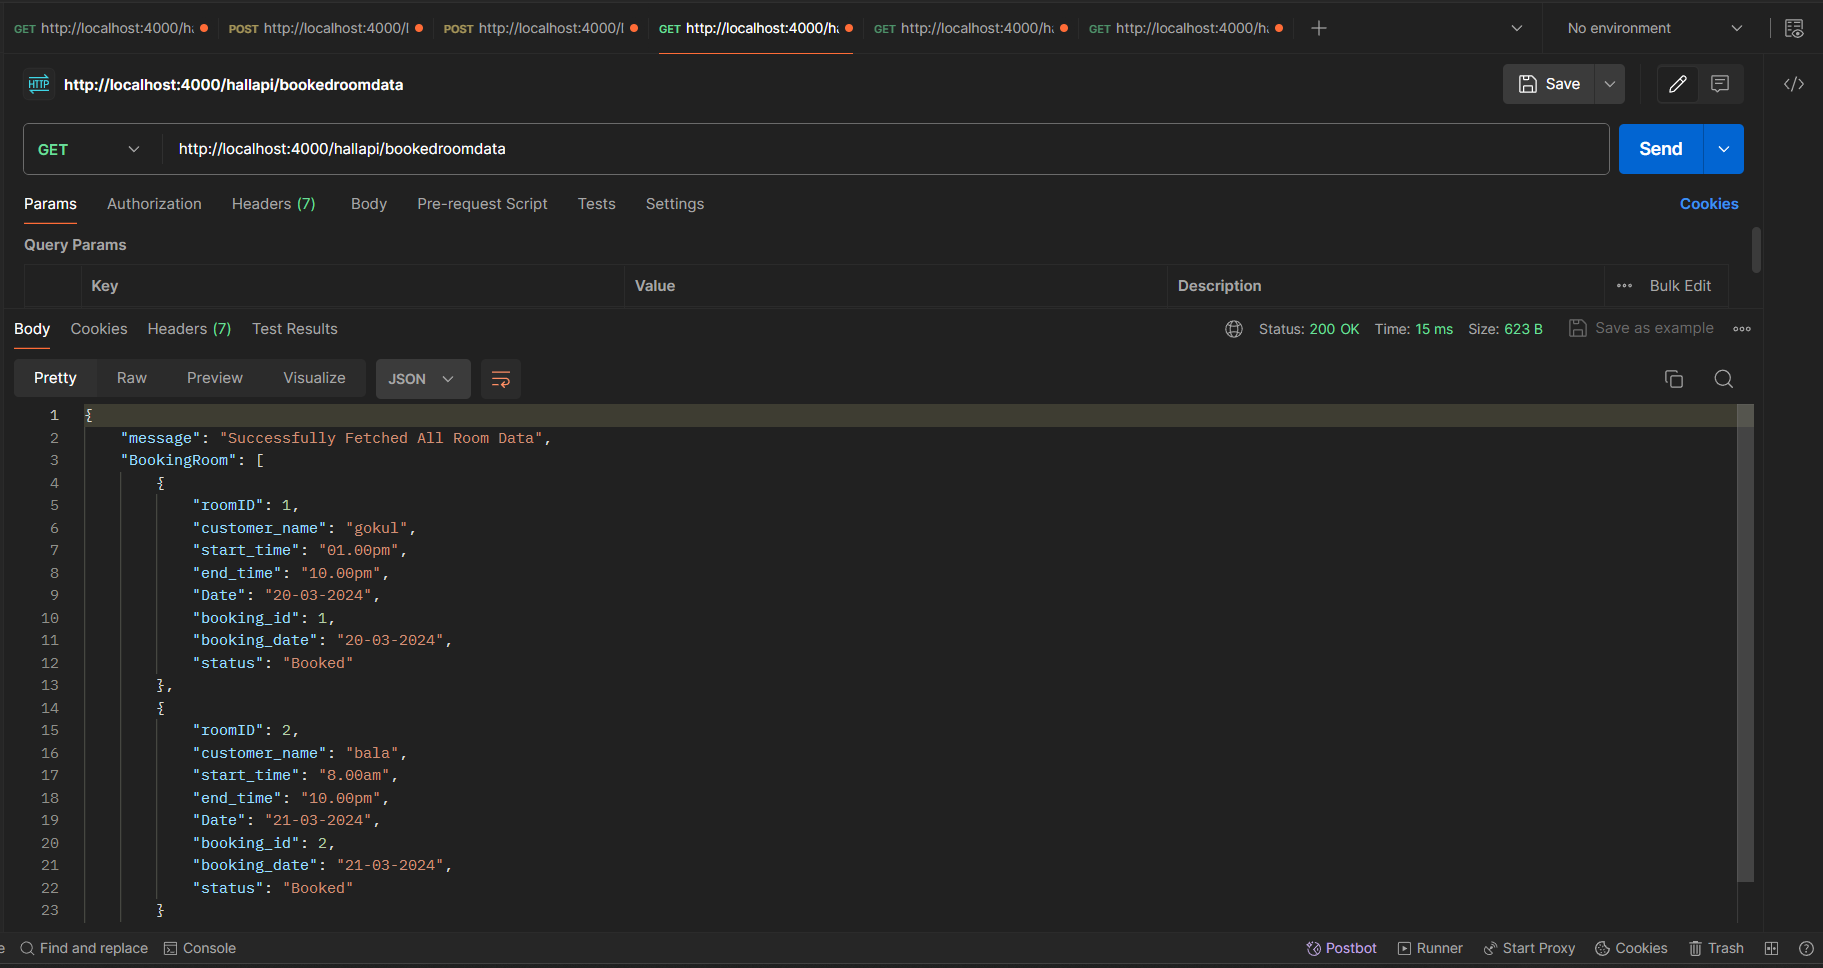 GET http://localhost:4000/ha POST http://localhost:4000/l POST http://localhost:4000/l GET http://localhost:4000/ha GET http://localhost:4000/ha GET http://localhost:4000/ha No environment
HTTP http://localhost:4000/hallapi/bookedroomdata Save
GET http://localhost:4000/hallapi/bookedroomdata Send
Params Authorization Headers (7) Body Pre-request Script Tests Settings Cookies
Query Params
Key Value Description Bulk Edit
Body Cookies Headers (7) Test Results Status: 200 OK Time: 15 ms Size: 623 B Save as example
Pretty Raw Preview Visualize JSON
1 {
2 "message": "Successfully Fetched All Room Data",
3 "BookingRoom": [
4 {
5 "roomID": 1,
6 "customer_name": "gokul",
7 "start_time": "01.00pm",
8 "end_time": "10.00pm",
9 "Date": "20-03-2024",
10 "booking_id": 1,
11 "booking_date": "20-03-2024",
12 "status": "Booked"
13 },
14 {
15 "roomID": 2,
16 "customer_name": "bala",
17 "start_time": "8.00am",
18 "end_time": "10.00pm",
19 "Date": "21-03-2024",
20 "booking_id": 2,
21 "booking_date": "21-03-2024",
22 "status": "Booked"
23 }
e Find and replace Console Postbot Runner Start Proxy Cookies Trash